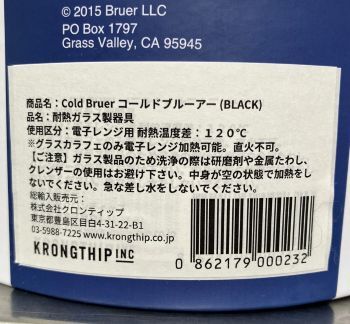 © 2015 Bruer LLC
PO Box 1797
Grass Valley, CA 95945
商品名：Cold Bruer コールドブルーアー (BLACK)
品名：耐熱ガラス製器具
使用区分：電子レンジ用 耐熱温度差：１２０℃
※グラスカラフェのみ電子レンジ加熱可能。直火不可。
【ご注意】ガラス製品のため洗浄の際は研磨剤や金属たわし、
クレンザーの使用はお避け下さい。中身が空の状態で加熱をし
ないでください。急な差し水をしないでください。
総合輸入販売元：
株式会社クロンティップ
東京都豊島区目白4-31-22-B1
03-5988-7225 www.krongthip.co.jp
KRONGTHIP INC
0 862179 000232